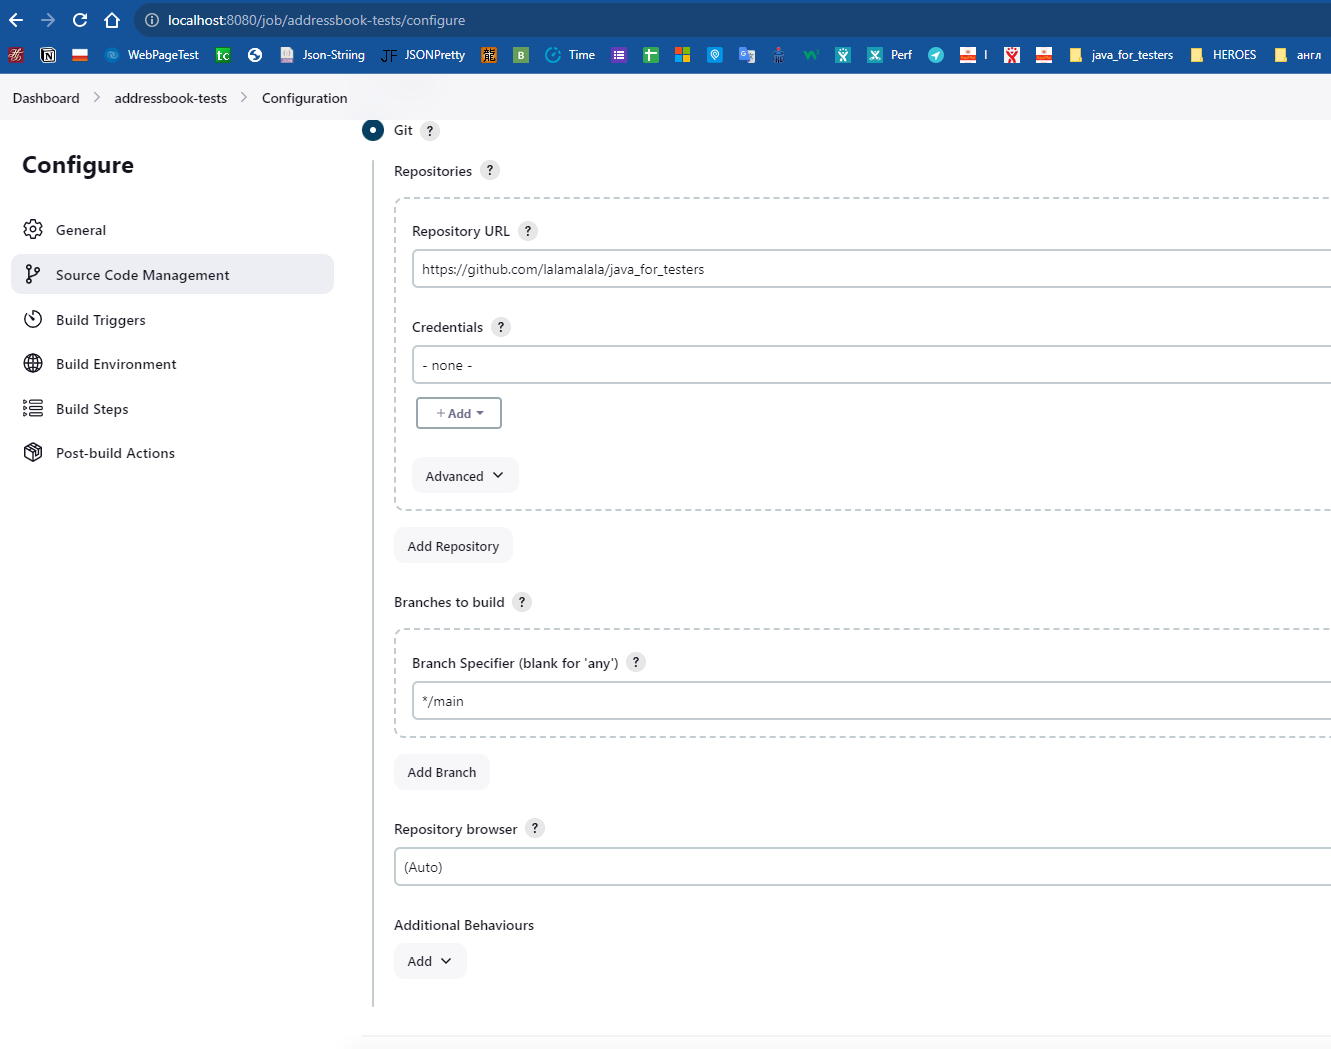 localhost:8080/job/addressbook-tests/configure
WebPageTest tc Json-Striing JF JSONPretty B Time Perf I java_for_testers HEROES англ
Dashboard addressbook-tests Configuration
Configure
General
Source Code Management
Build Triggers
Build Environment
Build Steps
Post-build Actions
Git ?
Repositories ?
Repository URL ?
https://github.com/lalamalala/java_for_testers
Credentials ?
- none -
+ Add
Advanced
Add Repository
Branches to build ?
Branch Specifier (blank for 'any') ?
*/main
Add Branch
Repository browser ?
(Auto)
Additional Behaviours
Add